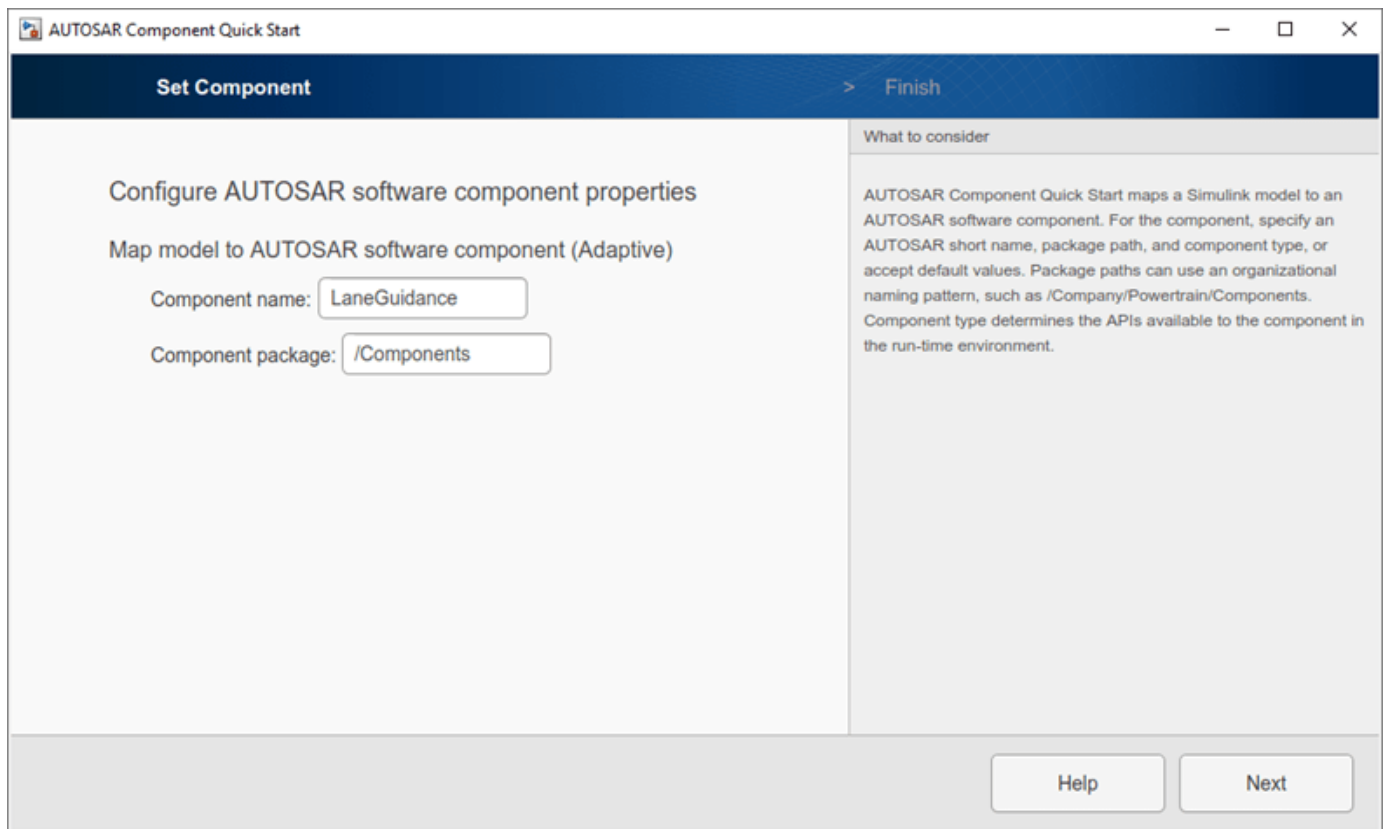 AUTOSAR Component Quick Start
Set Component
> Finish
Configure AUTOSAR software component properties
Map model to AUTOSAR software component (Adaptive)
Component name: LaneGuidance
Component package: /Components
What to consider
AUTOSAR Component Quick Start maps a Simulink model to an
AUTOSAR software component. For the component, specify an
AUTOSAR short name, package path, and component type, or
accept default values. Package paths can use an organizational
naming pattern, such as /Company/Powertrain/Components.
Component type determines the APIs available to the component in
the run-time environment.
Help
Next